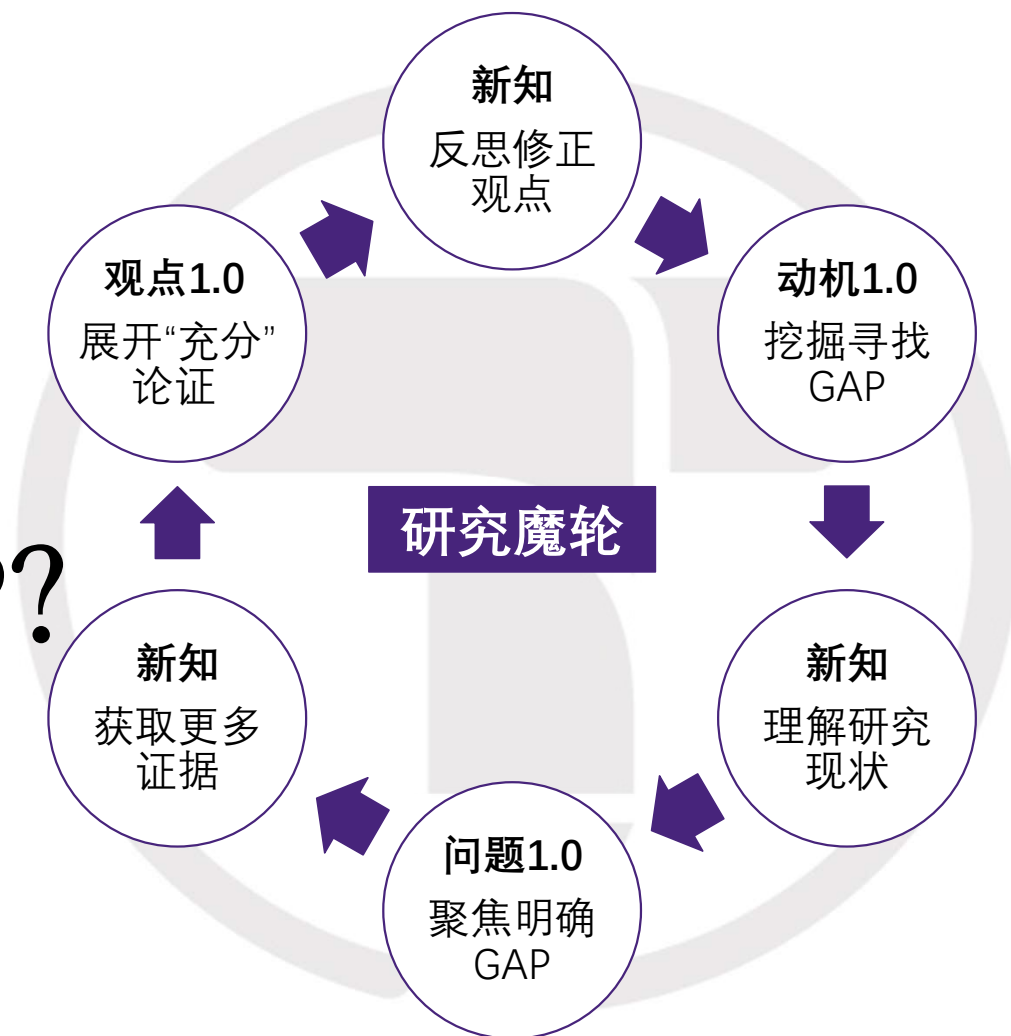 新知
反思修正
观点
动机1.0
挖掘寻找
GAP
新知
理解研究
现状
问题1.0
聚焦明确
GAP
新知
获取更多
证据
观点1.0
展开“充分”
论证
研究魔轮
?